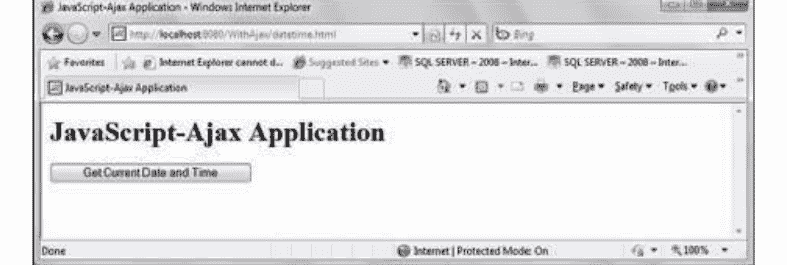 JavaScript-Ajax Application - Windows Internet Explorer
http://localhost:8080/WithAjax/datetime.html
Bing
Favorites Internet Explorer cannot d... Suggested Sites SQL SERVER – 2008 – Inter... SQL SERVER – 2008 – Inter...
JavaScript-Ajax Application Page Safety Tools
JavaScript-Ajax Application
Get Current Date and Time
Done Internet | Protected Mode: On 100%